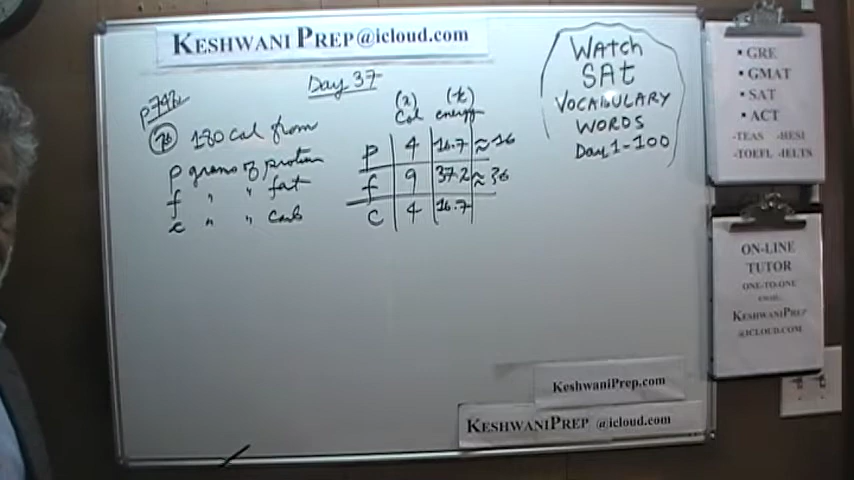 KESHWANI PREP@icloud.com
Day 37
p742
180 cal from
p grams of protein
f " " fat
c " " carb
(x) (k)
Cal energy
p 4 16.7 ≈ 16
f 9 37.2 ≈ 36
c 4 16.7
WATCH
SAT
VOCABULARY
WORDS
Day 1-100
• GRE
• GMAT
• SAT
• ACT
-TEAS -HESI
-TOEFL -IELTS
ON-LINE
TUTOR
ONE-TO-ONE
EMAIL:
KESHWANIPREP
@ICLOUD.COM
KeshwaniPrep.com
KESHWANIPREP @icloud.com